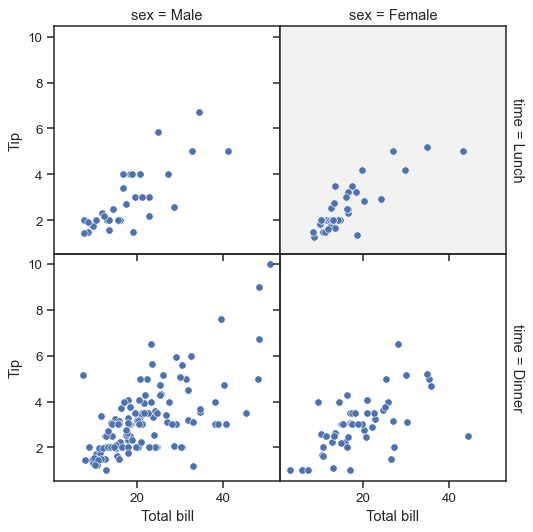 sex = Male
sex = Female
10
8
6
4
2
Tip
time = Lunch
10
8
6
4
2
Tip
time = Dinner
20
40
20
40
Total bill
Total bill